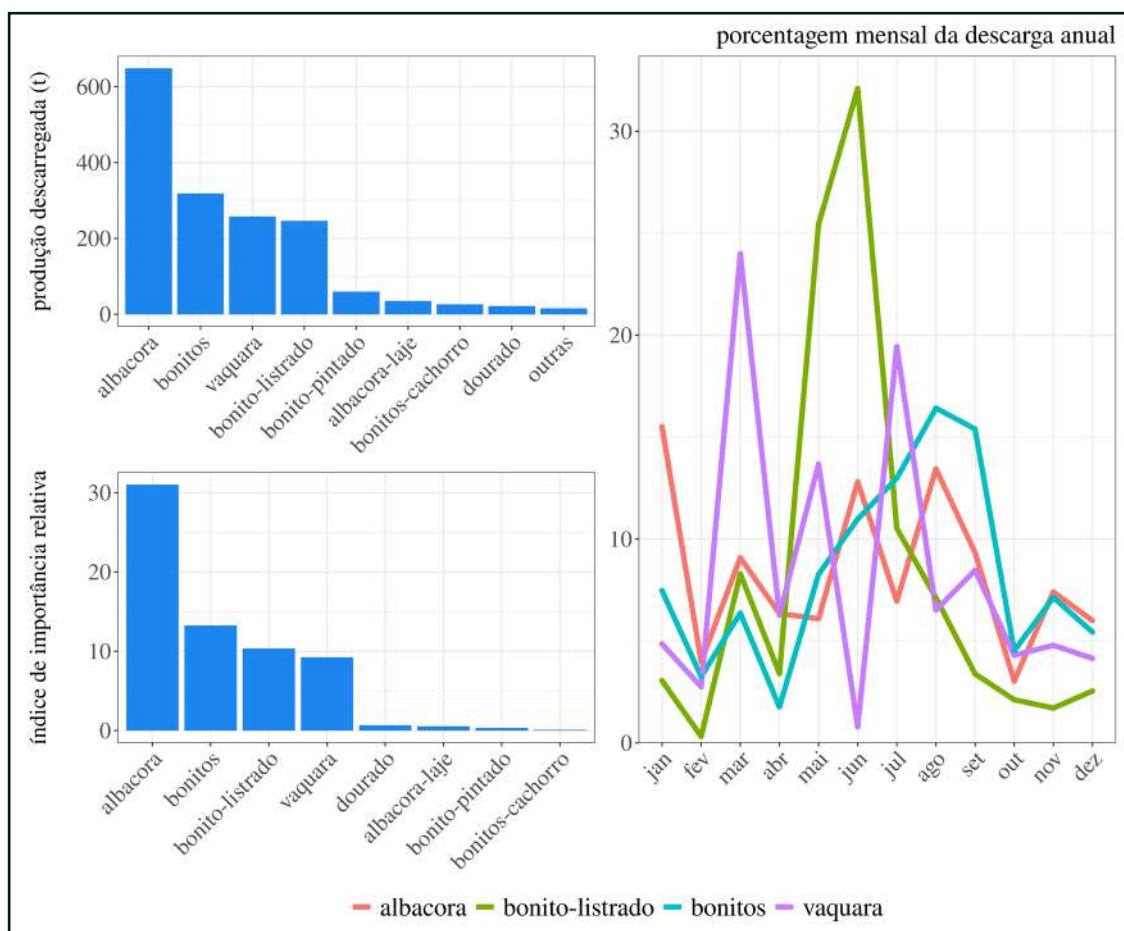 produção descarregada (t)
600
400
200
0
albacora
bonitos
vaquara
bonito-listrado
bonito-pintado
albacora-laje
bonitos-cachorro
dourado
outras
índice de importância relativa
30
20
10
0
albacora
bonitos
bonito-listrado
vaquara
dourado
albacora-laje
bonito-pintado
bonitos-cachorro
porcentagem mensal da descarga anual
30
20
10
0
jan
fev
mar
abr
mai
jun
jul
ago
set
out
nov
dez
albacora bonito-listrado bonitos vaquara